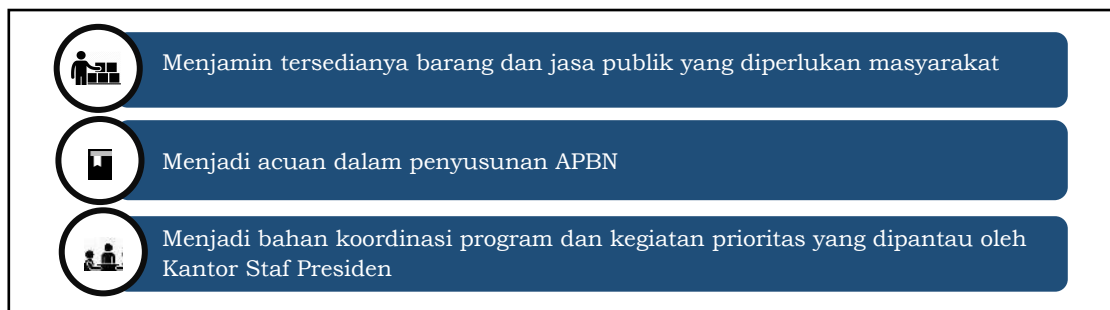 Menjamin tersedianya barang dan jasa publik yang diperlukan masyarakat
Menjadi acuan dalam penyusunan APBN
Menjadi bahan koordinasi program dan kegiatan prioritas yang dipantau oleh
Kantor Staf Presiden